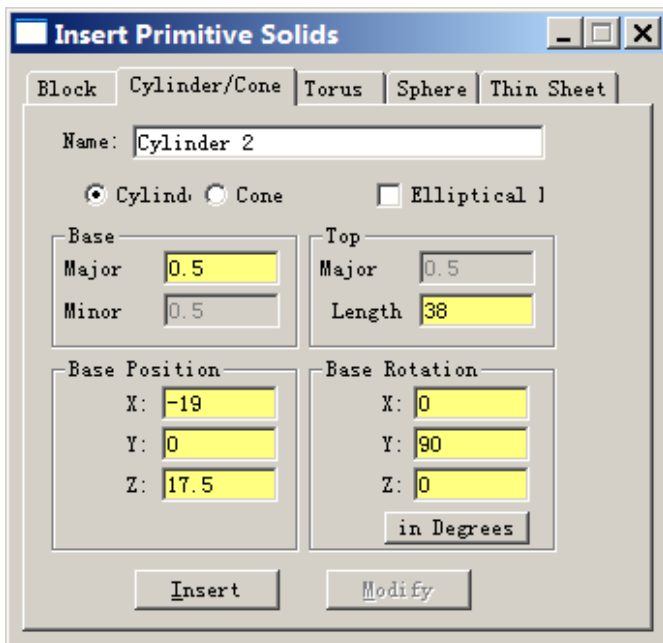 Insert Primitive Solids
Block Cylinder/Cone Torus Sphere Thin Sheet
Name: Cylinder 2
Cylind Cone Elliptical
Base Top
Major 0.5 Major 0.5
Minor 0.5 Length 38
Base Position Base Rotation
X: -19 X: 0
Y: 0 Y: 90
Z: 17.5 Z: 0
in Degrees
Insert Modify